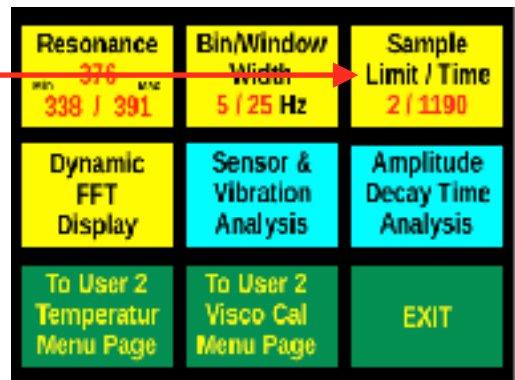 Resonance
376
Min Max
338 / 391
Bin/Window
Width
5 / 25 Hz
Sample
Limit / Time
2 / 1190
Dynamic
FFT
Display
Sensor &
Vibration
Analysis
Amplitude
Decay Time
Analysis
To User 2
Temperatur
Menu Page
To User 2
Visco Cal
Menu Page
EXIT